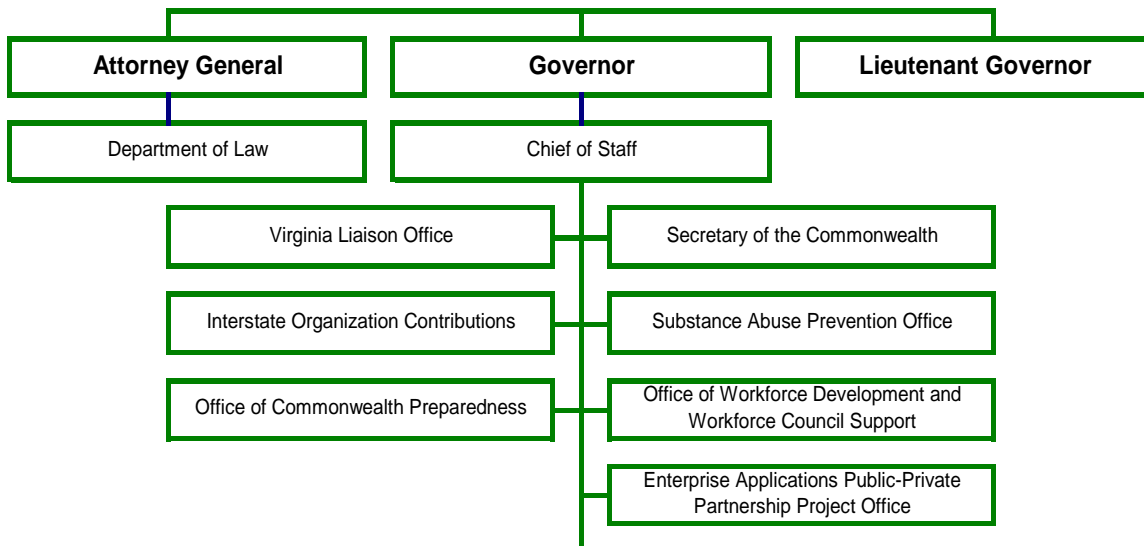 Attorney General
Governor
Lieutenant Governor
Department of Law
Chief of Staff
Virginia Liaison Office
Secretary of the Commonwealth
Interstate Organization Contributions
Substance Abuse Prevention Office
Office of Commonwealth Preparedness
Office of Workforce Development and
Workforce Council Support
Enterprise Applications Public-Private
Partnership Project Office